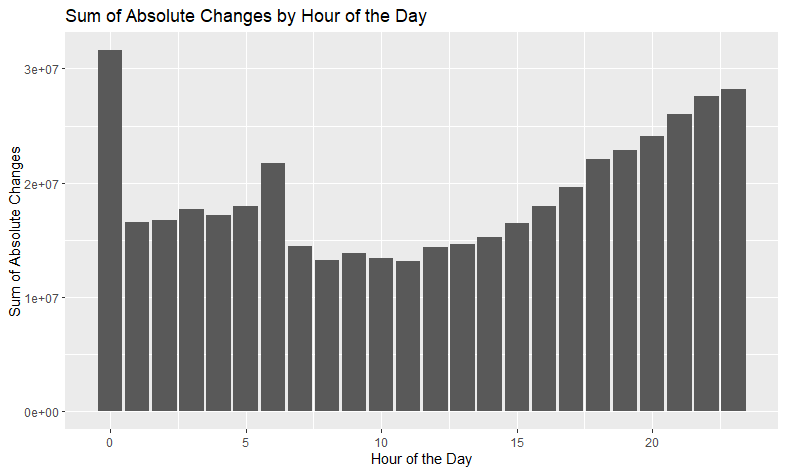 Sum of Absolute Changes by Hour of the Day
Sum of Absolute Changes
3e+07
2e+07
1e+07
0e+00
0 5 10 15 20
Hour of the Day